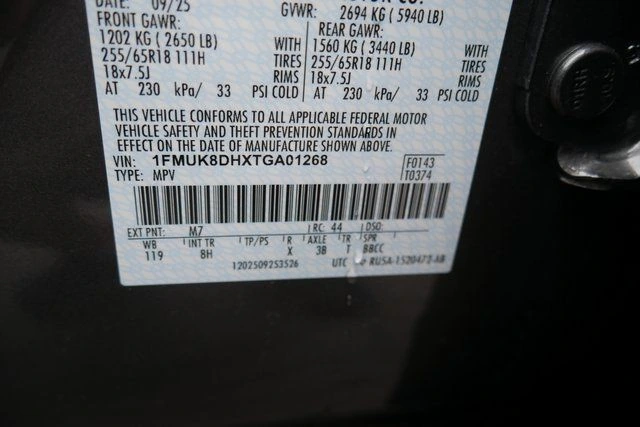 DATE: 09/25
GVWR: 2694 KG ( 5940 LB)
FRONT GAWR: REAR GAWR:
1202 KG ( 2650 LB) WITH 1560 KG ( 3440 LB) WITH
255/65R18 111H TIRES 255/65R18 111H TIRES
18x7.5J RIMS 18x7.5J RIMS
AT 230 kPa/ 33 PSI COLD AT 230 kPa/ 33 PSI COLD
THIS VEHICLE CONFORMS TO ALL APPLICABLE FEDERAL MOTOR
VEHICLE SAFETY AND THEFT PREVENTION STANDARDS IN
EFFECT ON THE DATE OF MANUFACTURE SHOWN ABOVE.
VIN: 1FMUK8DHXTGA01268 F0143
TYPE: MPV T0374
EXT PNT: M7 RC: 44 DSO:
WB INT TR TP/PS R AXLE TR SPR
119 8H X 3B T BBCC
1202509253526 UTC RU5A-1520472-AB
PUSH